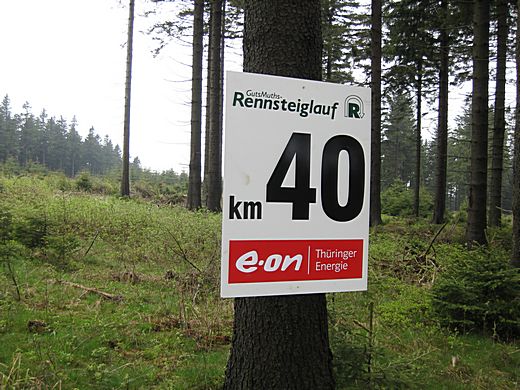 GutsMuths-
Rennsteiglauf R
km 40
e·on Thüringer
Energie